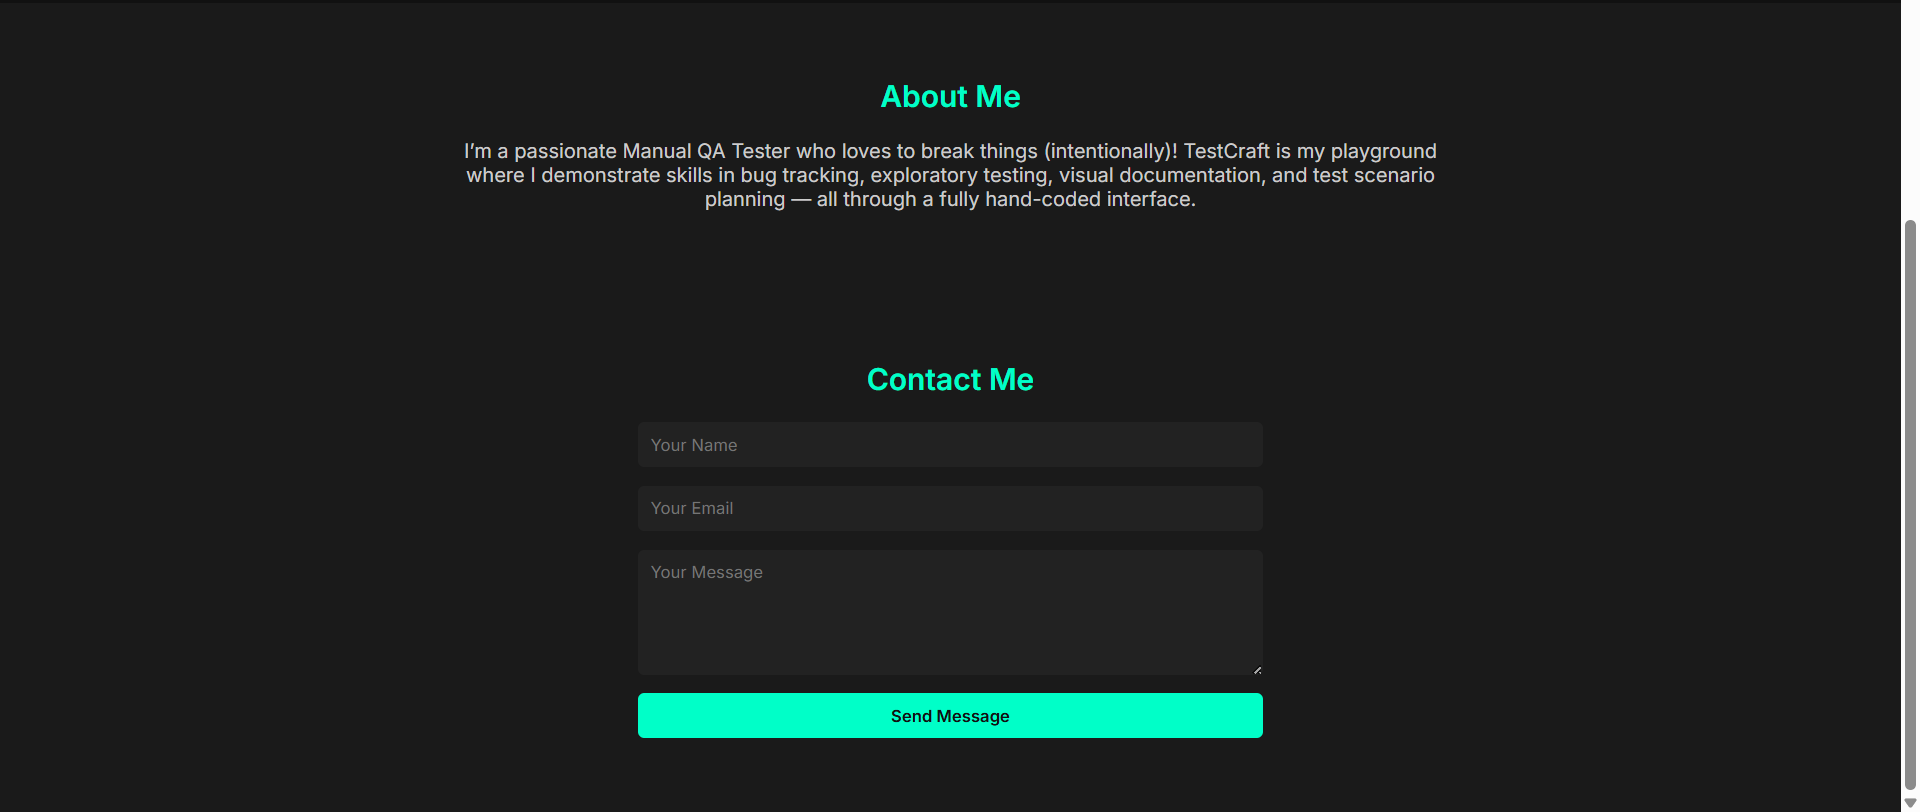 About Me
I’m a passionate Manual QA Tester who loves to break things (intentionally)! TestCraft is my playground
where I demonstrate skills in bug tracking, exploratory testing, visual documentation, and test scenario
planning — all through a fully hand-coded interface.
Contact Me
Your Name
Your Email
Your Message
Send Message